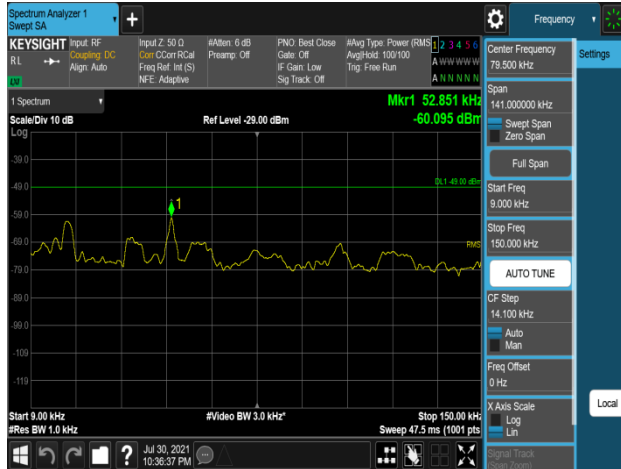 Spectrum Analyzer 1
Swept SA
Frequency
KEYSIGHT
RL
Input: RF
Coupling: DC
Align: Auto
Input Z: 50 Ω
Corr CCorr RCal
Freq Ref: Int (S)
NFE: Adaptive
#Atten: 6 dB
Preamp: Off
PNO: Best Close
Gate: Off
IF Gain: Low
Sig Track: Off
#Avg Type: Power (RMS
Avg|Hold: 100/100
Trig: Free Run
1 2 3 4 5 6
A W W W W W
A N N N N N
1 Spectrum
Mkr1 52.851 kHz
Scale/Div 10 dB
Ref Level -29.00 dBm
-60.095 dBm
Log
-39.0
-49.0
-59.0
-69.0
-79.0
-89.0
-99.0
-109
-119
DL1 -49.00 dBm
1
RMS
Start 9.00 kHz
#Video BW 3.0 kHz*
Stop 150.00 kHz
#Res BW 1.0 kHz
Sweep 47.5 ms (1001 pts
Jul 30, 2021
10:36:37 PM
Center Frequency
79.500 kHz
Settings
Span
141.000000 kHz
Swept Span
Zero Span
Full Span
Start Freq
9.000 kHz
Stop Freq
150.000 kHz
AUTO TUNE
CF Step
14.100 kHz
Auto
Man
Freq Offset
0 Hz
X Axis Scale
Log
Lin
Local
Signal Track
(Span Zoom)